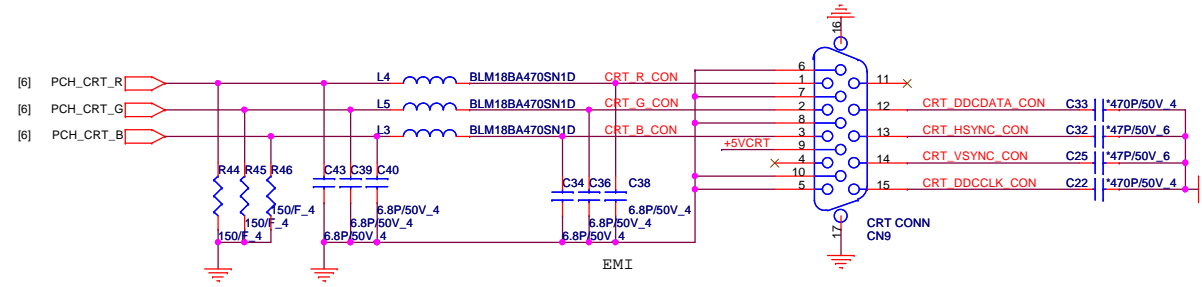 16
[6] PCH_CRT_R L4 BLM18BA470SN1D CRT_R_CON 6 1 11
[6] PCH_CRT_G L5 BLM18BA470SN1D CRT_G_CON 7 2 12 CRT_DDCDATA_CON C33 *470P/50V_4
[6] PCH_CRT_B L3 BLM18BA470SN1D CRT_B_CON 8 3 13 CRT_HSYNC_CON C32 *47P/50V_6
+5VCRT 9 4 14 CRT_VSYNC_CON C25 *47P/50V_6
R44 R45 R46 C43 C39 C40 C34 C36 C38 10 5 15 CRT_DDCCLK_CON C22 *470P/50V_4
150/F_4 6.8P/50V_4 6.8P/50V_4
150/F_4 6.8P/50V_4 6.8P/50V_4 17 CRT CONN
150/F_4 6.8P/50V_4 6.8P/50V_4 CN9
EMI